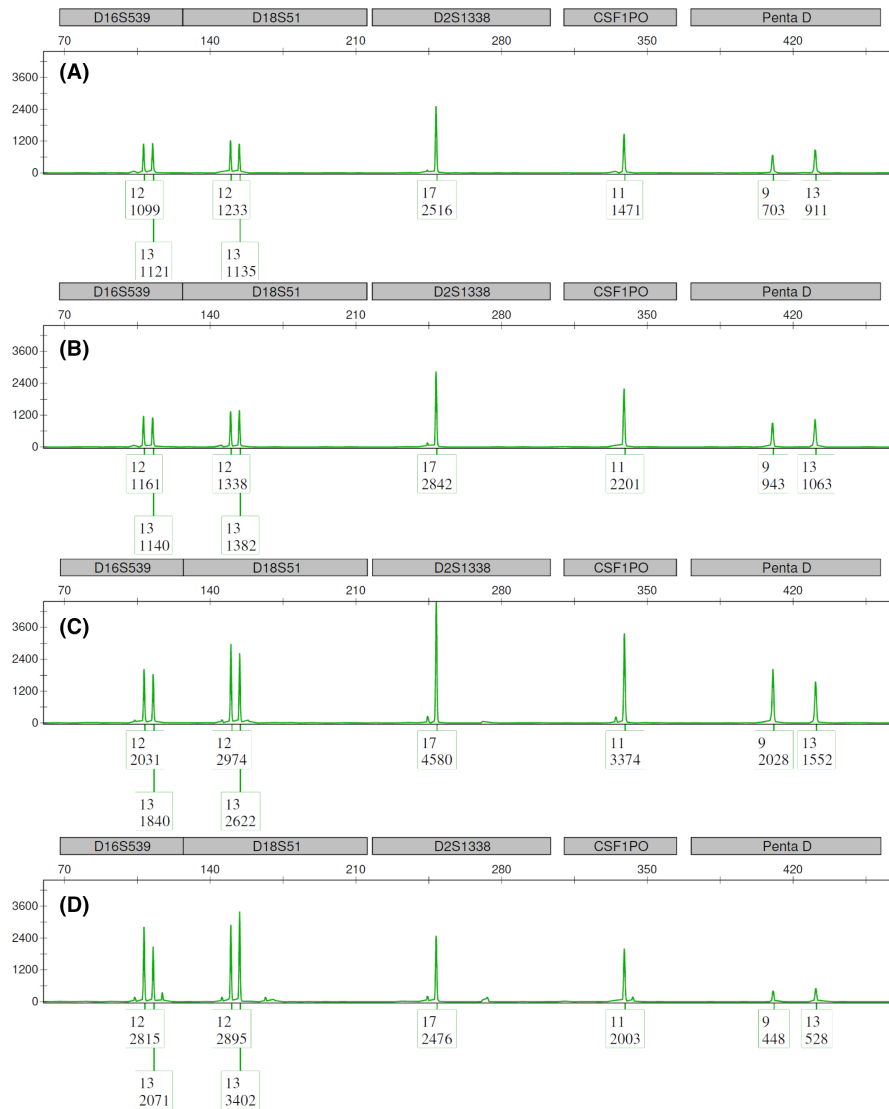 D16S539 D18S51 D2S1338 CSF1PO Penta D
70 140 210 280 350 420
(A)
3600
2400
1200
0
12 12 17 11 9 13
1099 1233 2516 1471 703 911
13 13
1121 1135
D16S539 D18S51 D2S1338 CSF1PO Penta D
70 140 210 280 350 420
(B)
3600
2400
1200
0
12 12 17 11 9 13
1161 1338 2842 2201 943 1063
13 13
1140 1382
D16S539 D18S51 D2S1338 CSF1PO Penta D
70 140 210 280 350 420
(C)
3600
2400
1200
0
12 12 17 11 9 13
2031 2974 4580 3374 2028 1552
13 13
1840 2622
D16S539 D18S51 D2S1338 CSF1PO Penta D
70 140 210 280 350 420
(D)
3600
2400
1200
0
12 12 17 11 9 13
2815 2895 2476 2003 448 528
13 13
2071 3402